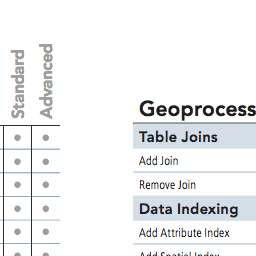 Standard
Advanced
Geoprocess
Table Joins
Add Join
Remove Join
Data Indexing
Add Attribute Index
Add Spatial Index